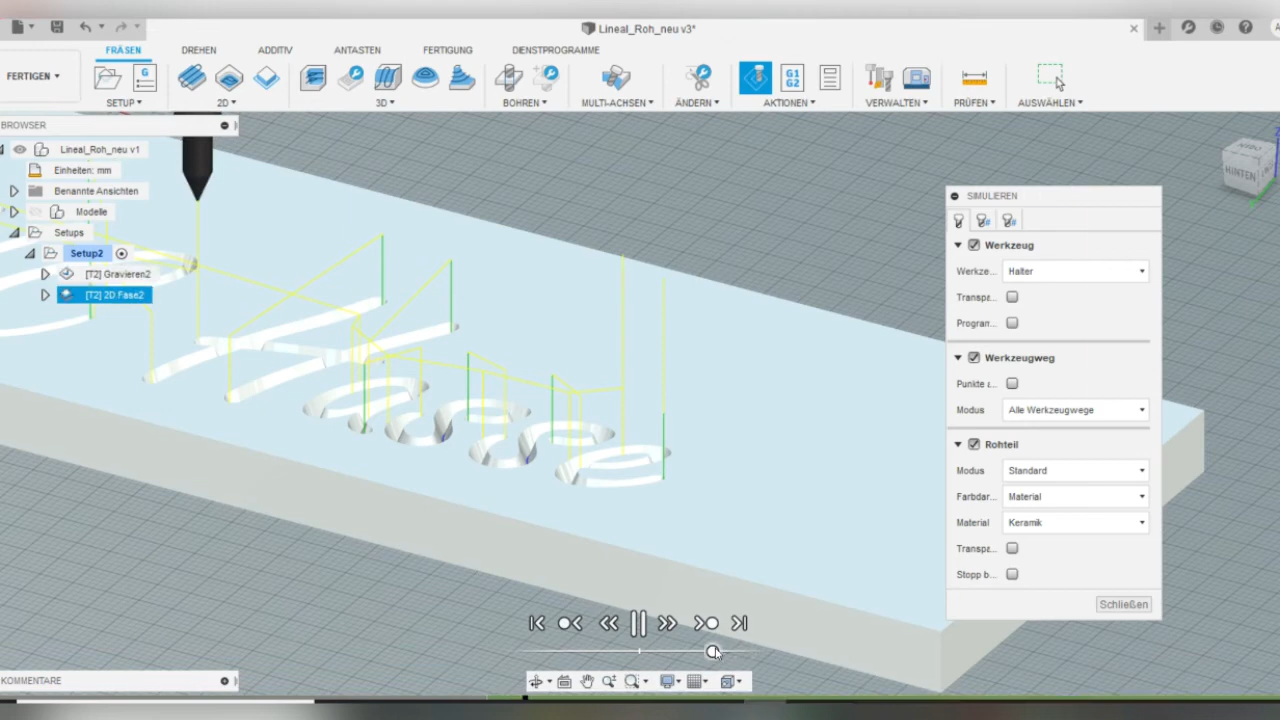 Lineal_Roh_neu v3*
FRÄSEN DREHEN ADDITIV ANTASTEN FERTIGUNG DIENSTPROGRAMME
FERTIGEN
G G1 G2
SETUP 2D 3D BOHREN MULTI-ACHSEN ÄNDERN AKTIONEN VERWALTEN PRÜFEN AUSWÄHLEN
BROWSER
Lineal_Roh_neu v1
Einheiten: mm
Benannte Ansichten
Modelle
Setups
Setup2
[T2] Gravieren2
[T2] 2D Fase2
HINTEN
SIMULIEREN
Werkzeug
Werkze... Halter
Transpa...
Program...
Werkzeugweg
Punkte a...
Modus Alle Werkzeugwege
Rohteil
Modus Standard
Farbdar... Material
Material Keramik
Transpa...
Stopp b...
Schließen
KOMMENTARE